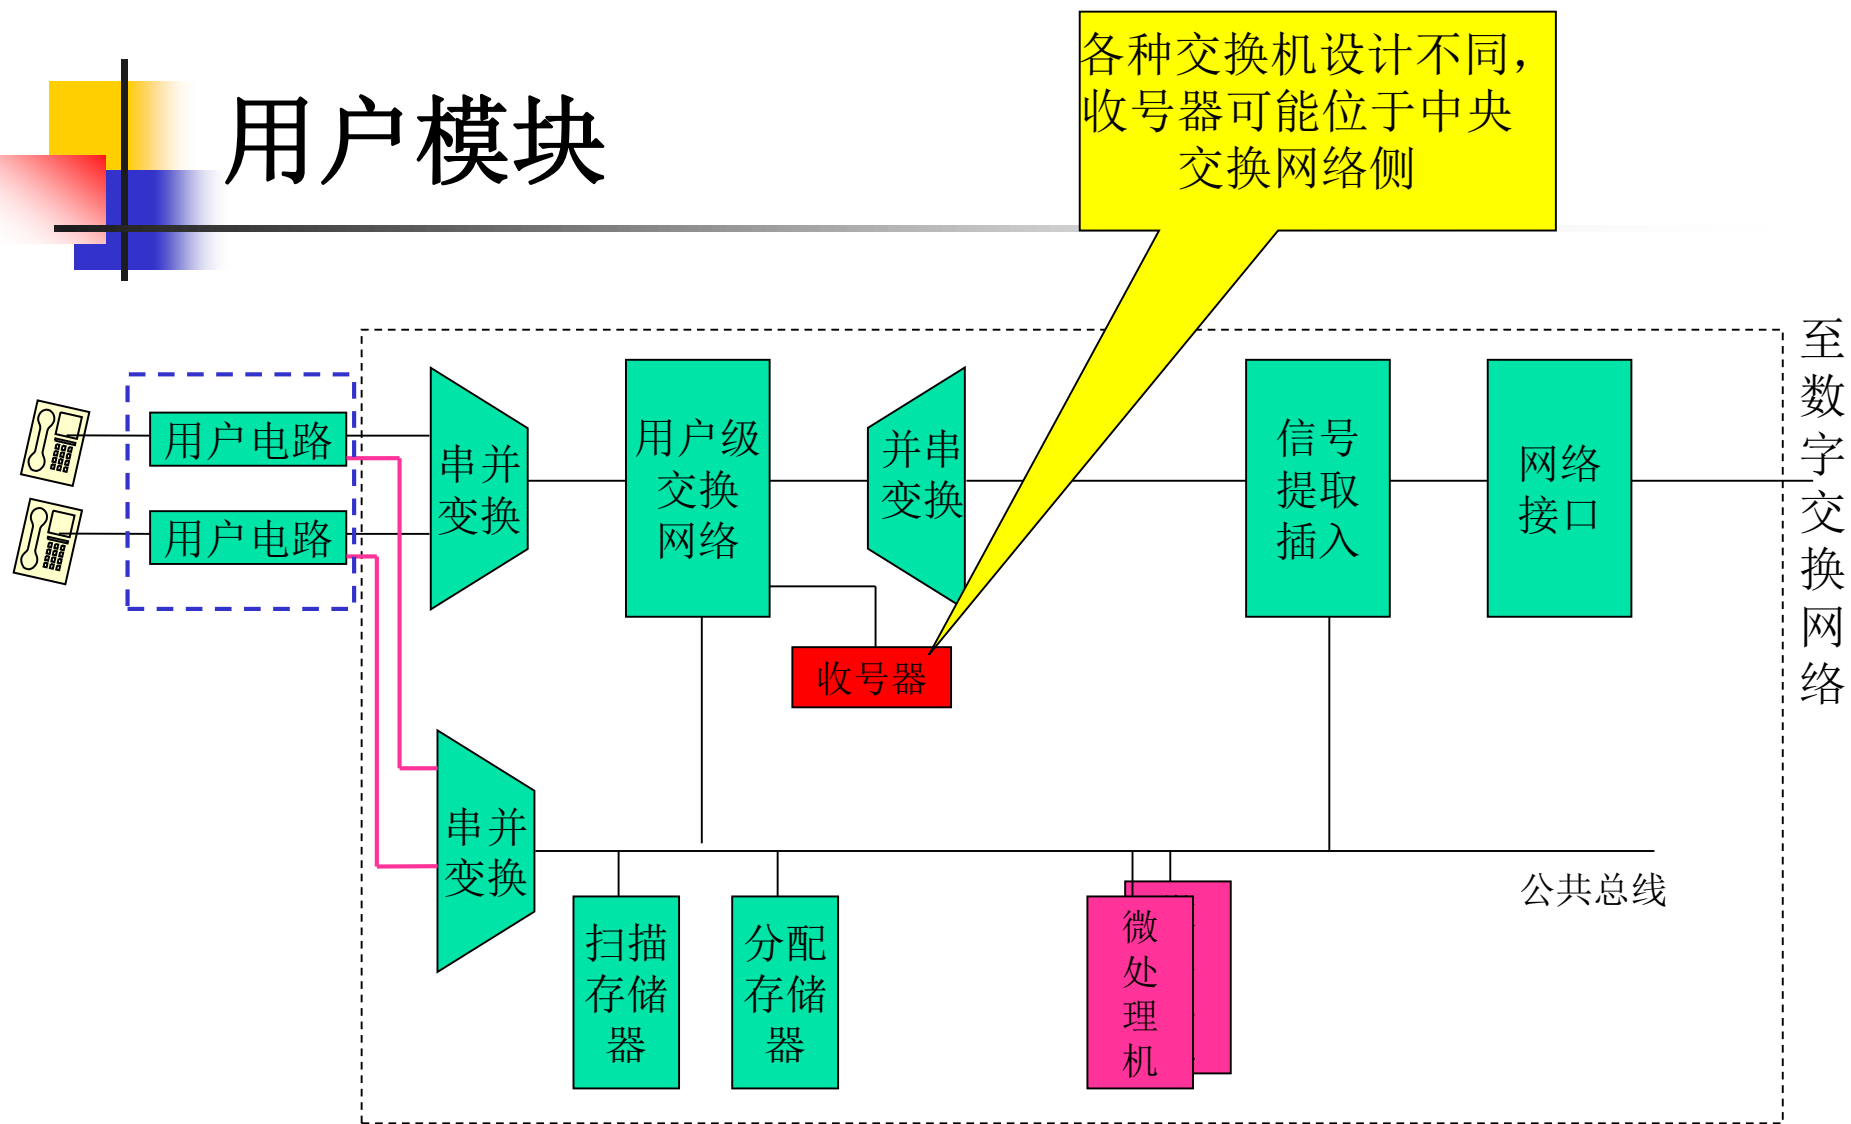 用户模块
各种交换机设计不同，
收号器可能位于中央
交换网络侧
用户电路
用户电路
串并
变换
用户级
交换
网络
并串
变换
信号
提取
插入
网络
接口
至
数
字
交
换
网
络
收号器
串并
变换
公共总线
扫描
存储
器
分配
存储
器
微
处
理
机